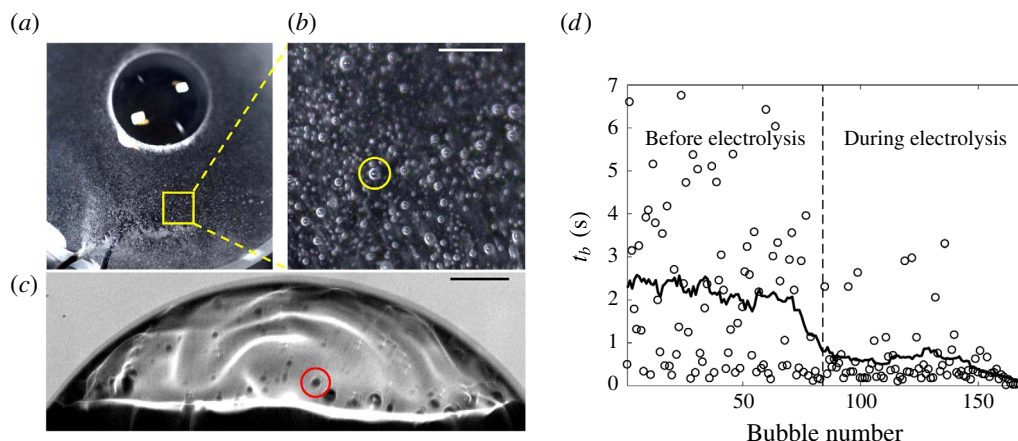 (a)
(b)
(d)
(c)
7
6
5
4
3
2
1
0
t_b (s)
Before electrolysis
During electrolysis
50
100
150
Bubble number